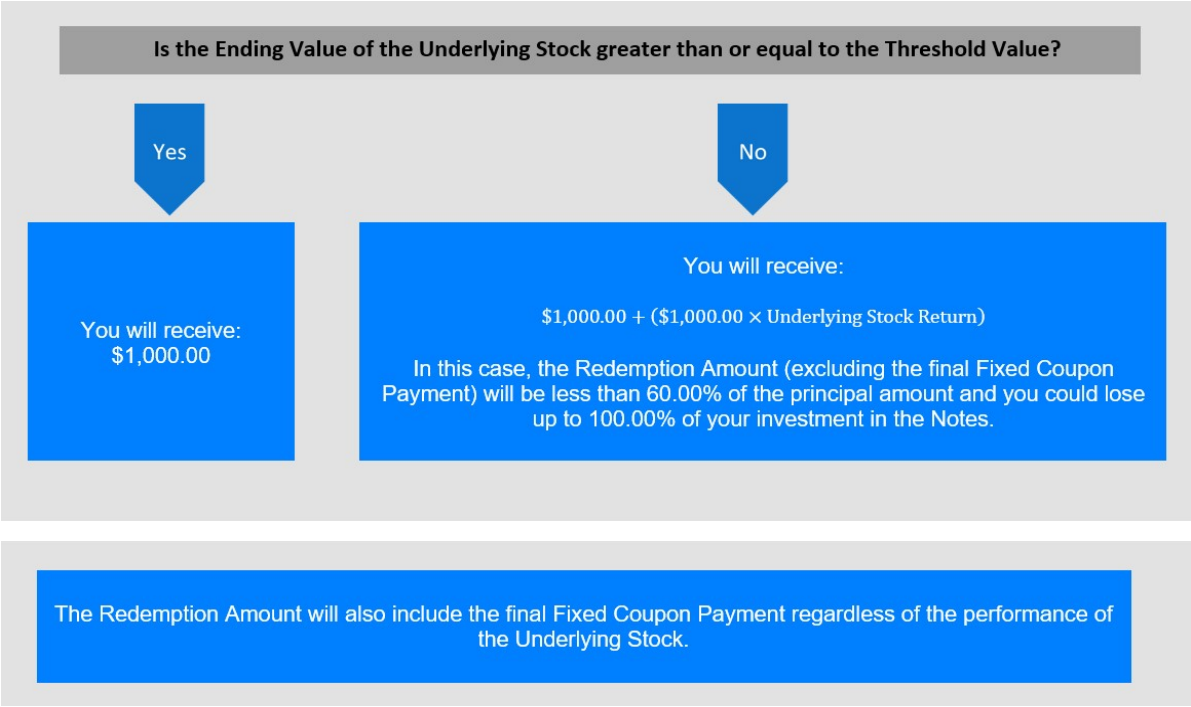 Is the Ending Value of the Underlying Stock greater than or equal to the Threshold Value?
Yes
No
You will receive:
$1,000.00
You will receive:
$1,000.00 + ($1,000.00 × Underlying Stock Return)
In this case, the Redemption Amount (excluding the final Fixed Coupon
Payment) will be less than 60.00% of the principal amount and you could lose
up to 100.00% of your investment in the Notes.
The Redemption Amount will also include the final Fixed Coupon Payment regardless of the performance of
the Underlying Stock.